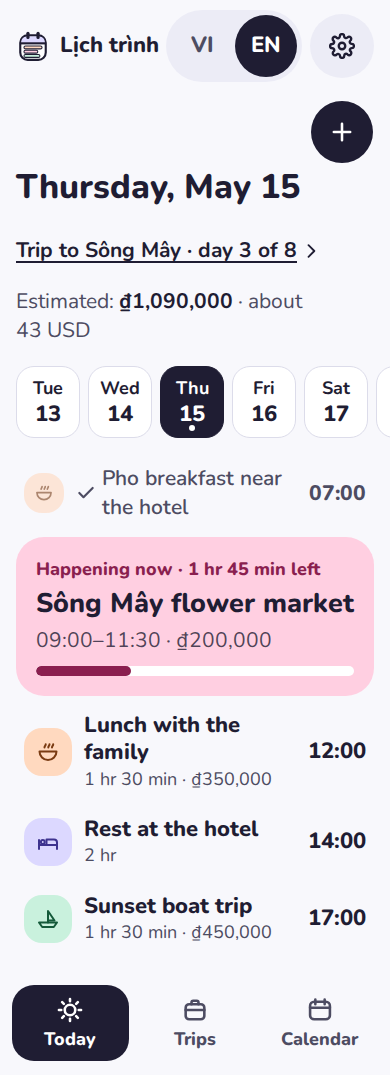 Lịch trình
VI
EN
Thursday, May 15
Trip to Sông Mây · day 3 of 8
Estimated: ₫1,090,000 · about
43 USD
Tue
13
Wed
14
Thu
15
Fri
16
Sat
17
Pho breakfast near
the hotel
07:00
Happening now · 1 hr 45 min left
Sông Mây flower market
09:00–11:30 · ₫200,000
Lunch with the
family
1 hr 30 min · ₫350,000
12:00
Rest at the hotel
2 hr
14:00
Sunset boat trip
1 hr 30 min · ₫450,000
17:00
Today
Trips
Calendar